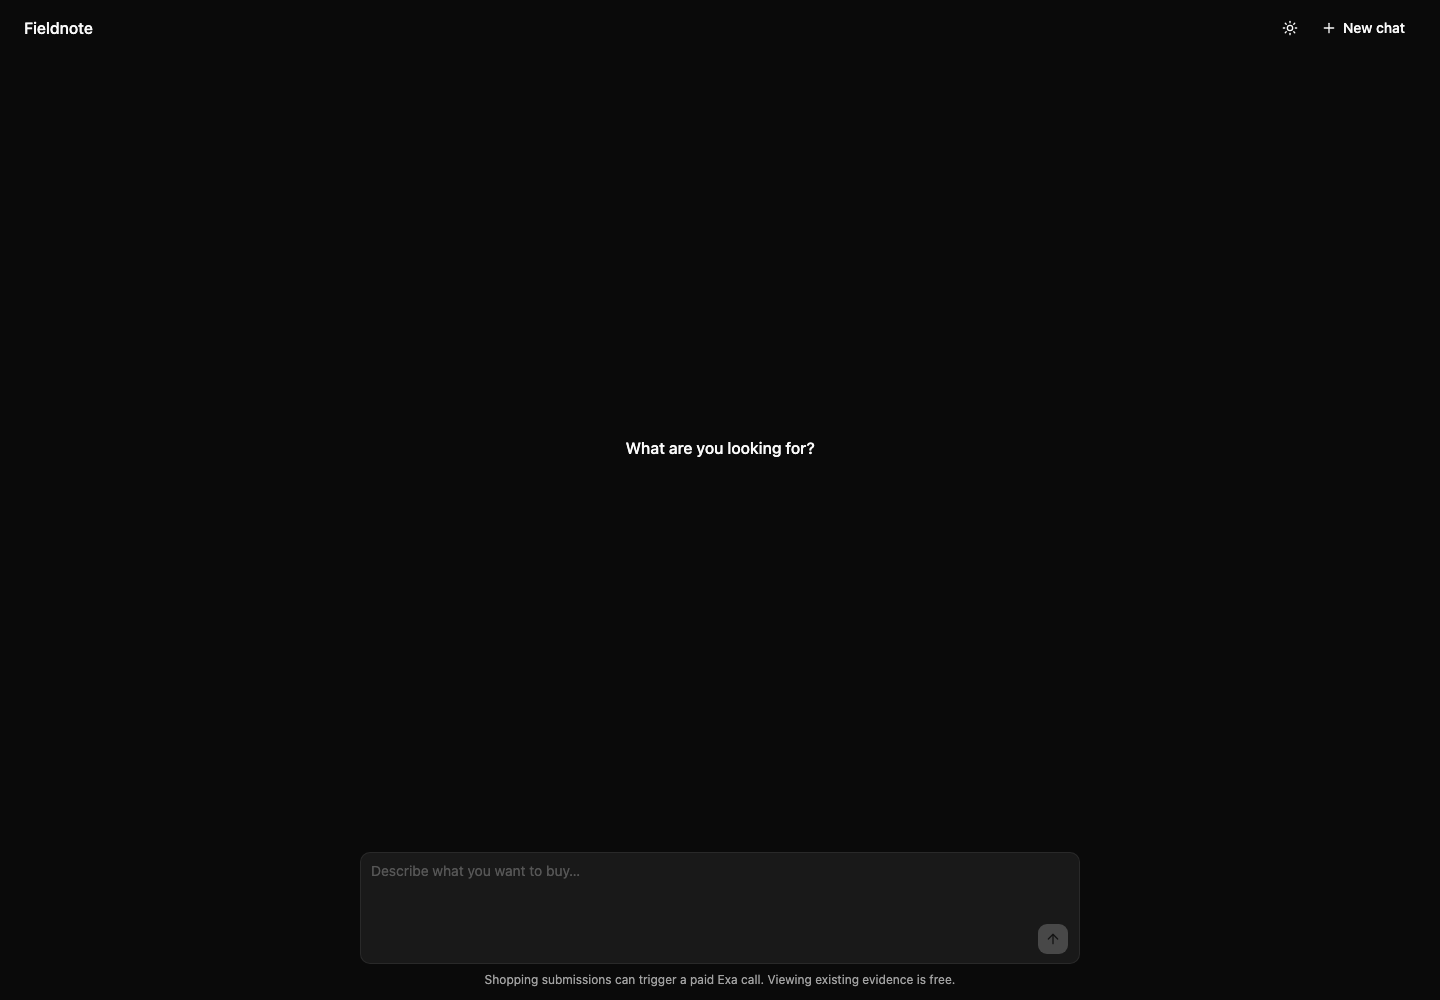 Fieldnote
New chat
What are you looking for?
Describe what you want to buy...
Shopping submissions can trigger a paid Exa call. Viewing existing evidence is free.